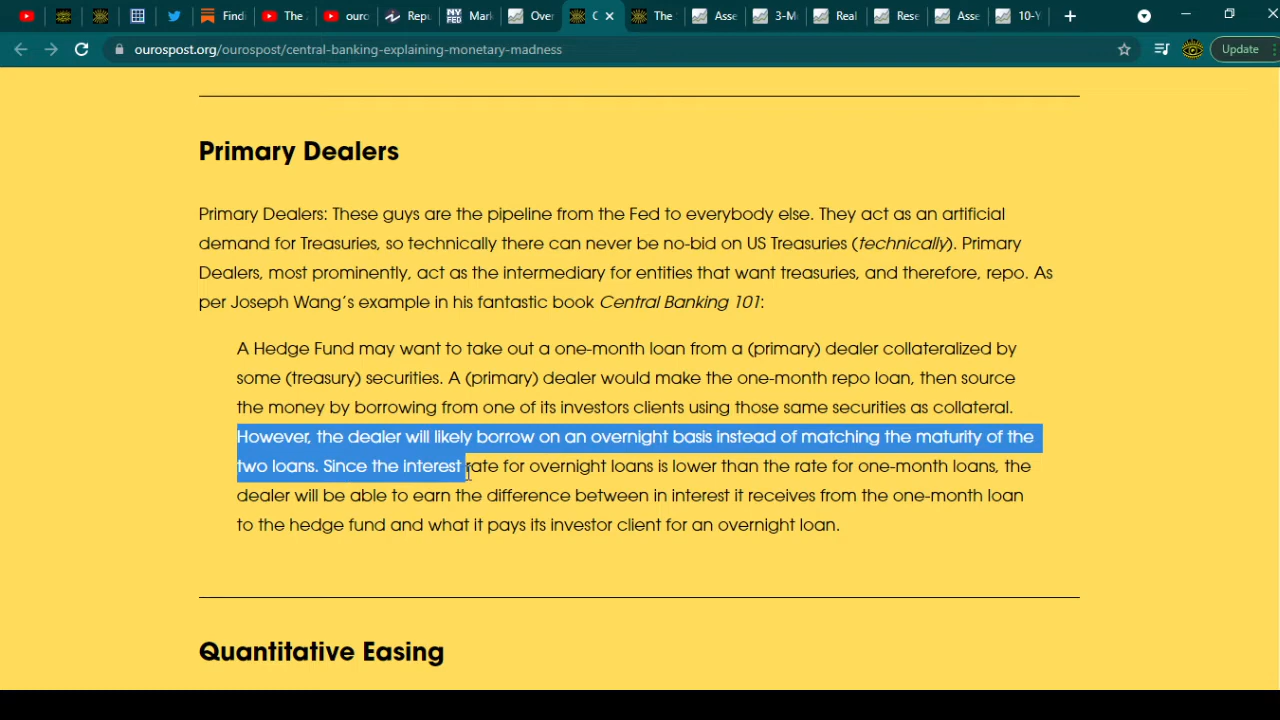 Find
The
ouro
Repu
NY
FED
Mark
Over
C
The
Asse
3-M
Real
Rese
Asse
10-Y
ourospost.org/ourospost/central-banking-explaining-monetary-madness
Update
Primary Dealers
Primary Dealers: These guys are the pipeline from the Fed to everybody else. They act as an artificial
demand for Treasuries, so technically there can never be no-bid on US Treasuries (technically). Primary
Dealers, most prominently, act as the intermediary for entities that want treasuries, and therefore, repo. As
per Joseph Wang's example in his fantastic book Central Banking 101:
A Hedge Fund may want to take out a one-month loan from a (primary) dealer collateralized by
some (treasury) securities. A (primary) dealer would make the one-month repo loan, then source
the money by borrowing from one of its investors clients using those same securities as collateral.
However, the dealer will likely borrow on an overnight basis instead of matching the maturity of the
two loans. Since the interest rate for overnight loans is lower than the rate for one-month loans, the
dealer will be able to earn the difference between in interest it receives from the one-month loan
to the hedge fund and what it pays its investor client for an overnight loan.
Quantitative Easing